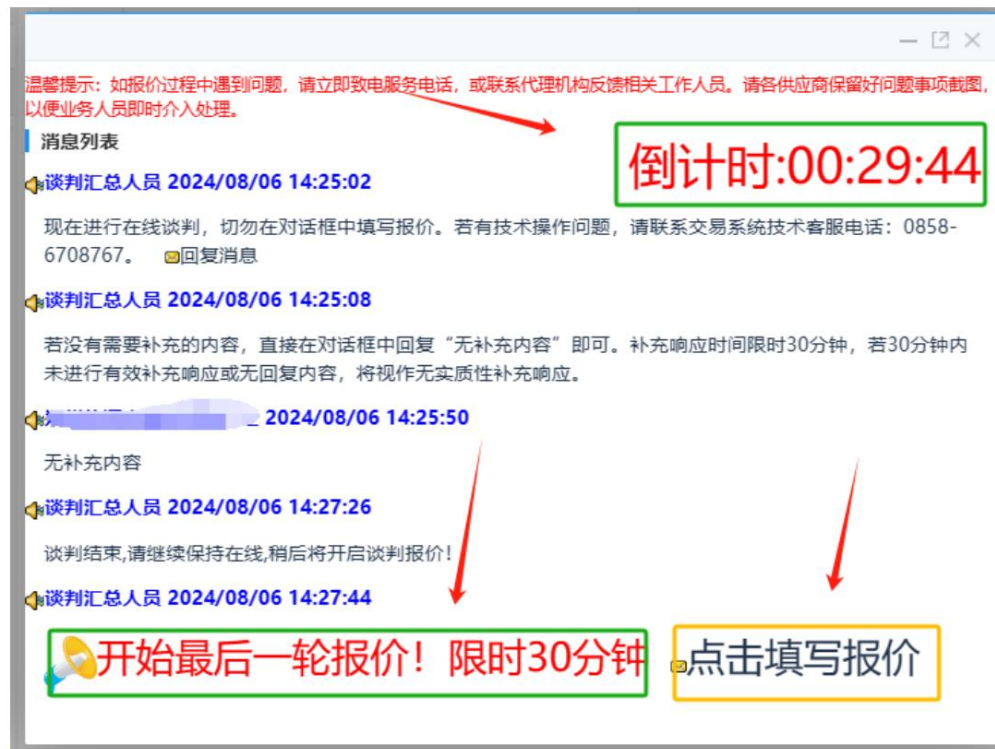 温馨提示：如报价过程中遇到问题，请立即致电服务电话，或联系代理机构反馈相关工作人员。请各供应商保留好问题事项截图，
以便业务人员即时介入处理。
消息列表
倒计时:00:29:44
谈判汇总人员 2024/08/06 14:25:02
现在进行在线谈判，切勿在对话框中填写报价。若有技术操作问题，请联系交易系统技术客服电话：0858-
6708767。 回复消息
谈判汇总人员 2024/08/06 14:25:08
若没有需要补充的内容，直接在对话框中回复“无补充内容”即可。补充响应时间限时30分钟，若30分钟内
未进行有效补充响应或无回复内容，将视作无实质性补充响应。
2024/08/06 14:25:50
无补充内容
谈判汇总人员 2024/08/06 14:27:26
谈判结束,请继续保持在线,稍后将开启谈判报价！
谈判汇总人员 2024/08/06 14:27:44
开始最后一轮报价！限时30分钟 点击填写报价